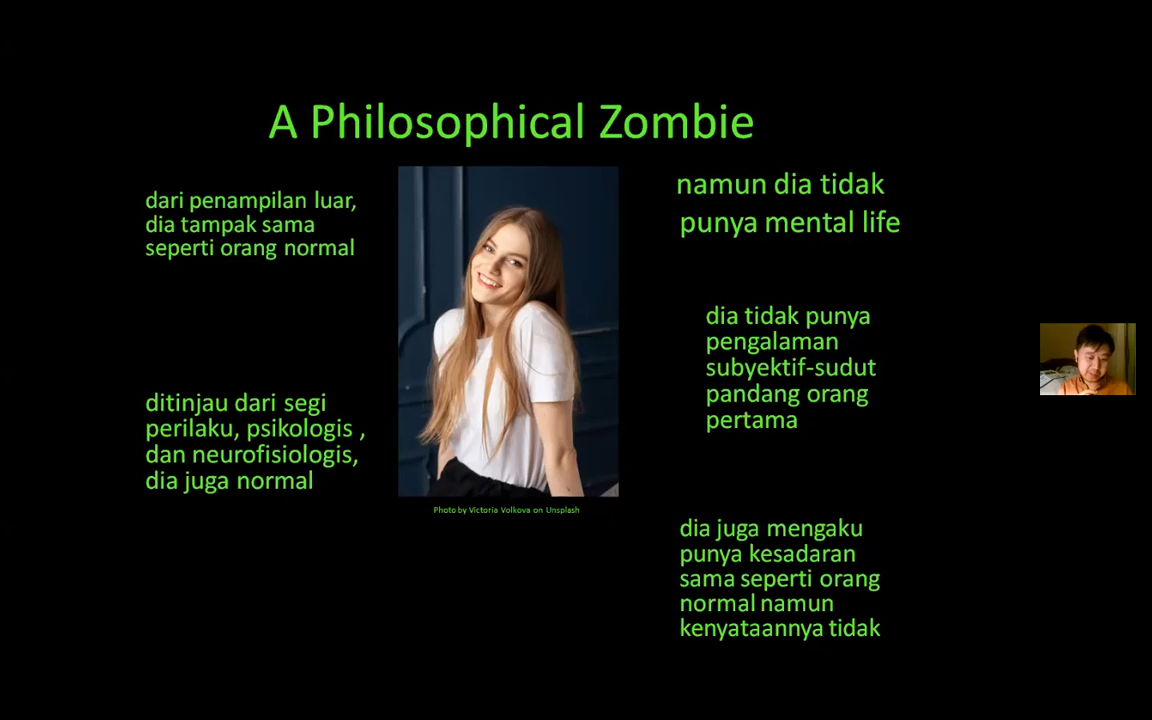 A Philosophical Zombie
dari penampilan luar,
dia tampak sama
seperti orang normal
ditinjau dari segi
perilaku, psikologis ,
dan neurofisiologis,
dia juga normal
Photo by Victoria Volkova on Unsplash
namun dia tidak
punya mental life
dia tidak punya
pengalaman
subyektif-sudut
pandang orang
pertama
dia juga mengaku
punya kesadaran
sama seperti orang
normal namun
kenyataannya tidak